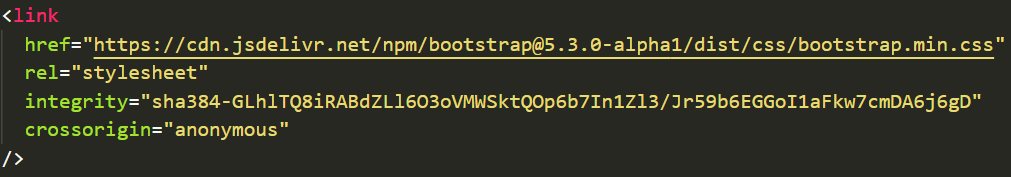 <link
href="https://cdn.jsdelivr.net/npm/bootstrap@5.3.0-alpha1/dist/css/bootstrap.min.css"
rel="stylesheet"
integrity="sha384-GLhlTQ8iRABdZLl6O3oVMWSktQOp6b7In1Zl3/Jr59b6EGGoI1aFkw7cmDA6j6gD"
crossorigin="anonymous"
/>